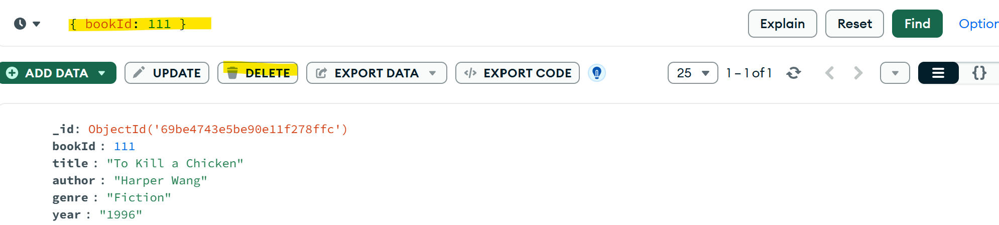 { bookId: 111 }
Explain Reset Find
ADD DATA UPDATE DELETE EXPORT DATA </> EXPORT CODE 25 1 – 1 of 1 {}
_id: ObjectId('69be4743e5be90e11f278ffc')
bookId : 111
title : "To Kill a Chicken"
author : "Harper Wang"
genre : "Fiction"
year : "1996"